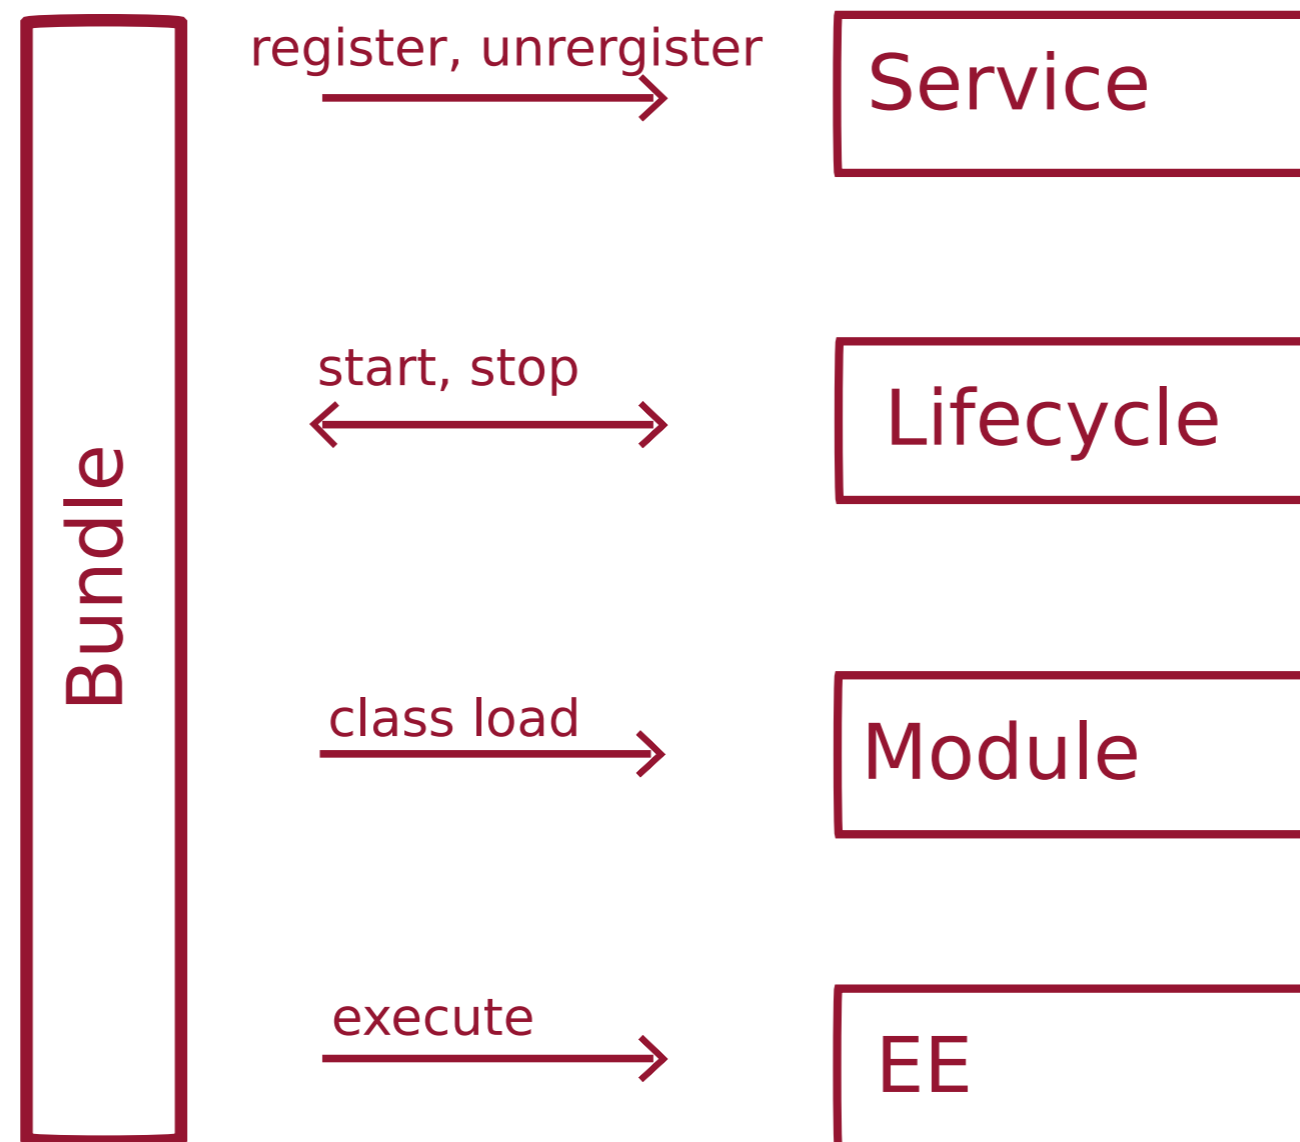 register, unrergister
Service
start, stop
Lifecycle
Bundle
class load
Module
execute
EE